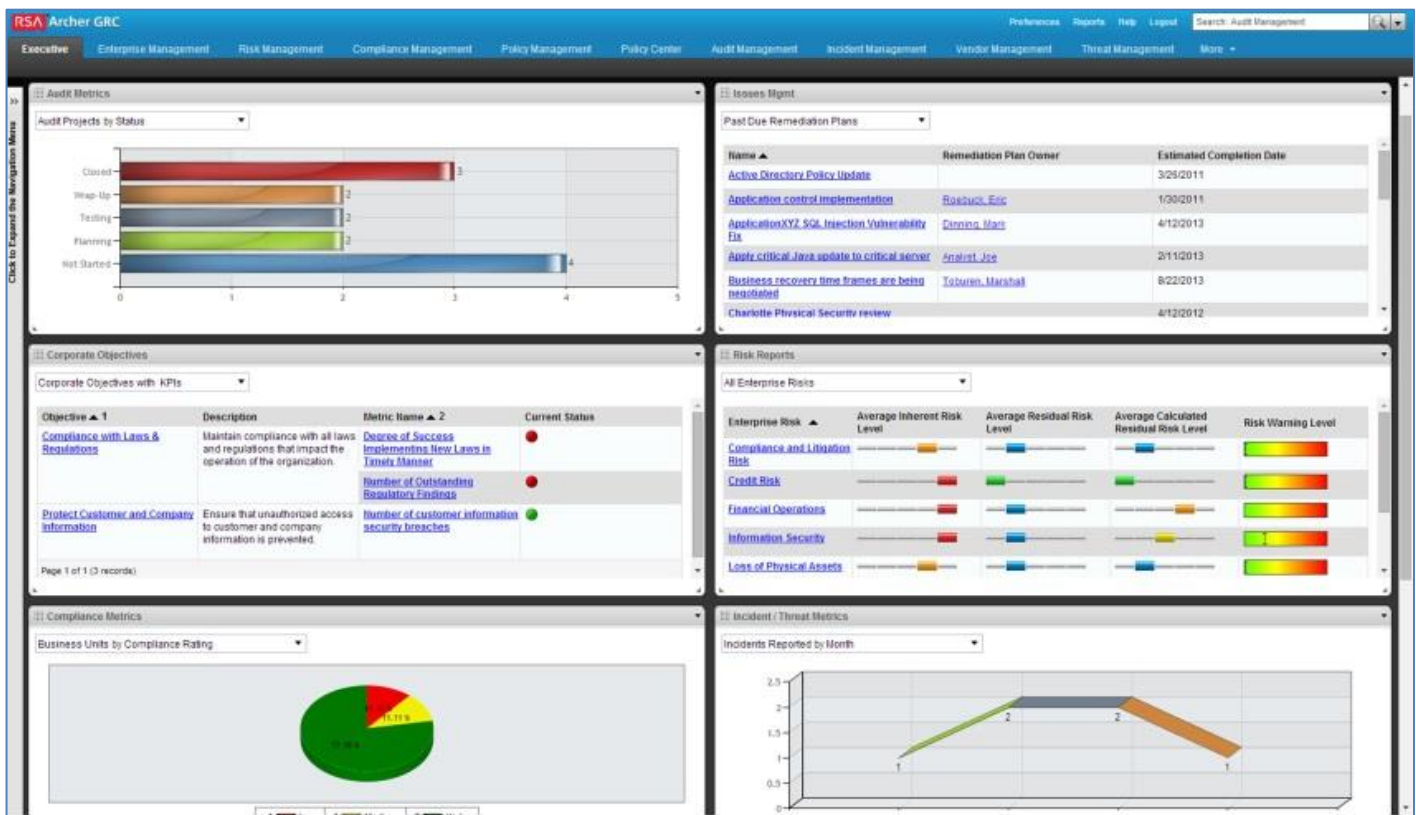 RSA Archer GRC
Preferences Reports Help Logout Search: Audit Management
Executive Enterprise Management Risk Management Compliance Management Policy Management Policy Center Audit Management Incident Management Vendor Management Threat Management More
Click to Expand the Navigation Menu
Audit Metrics
Audit Projects by Status
Closed 3
Wrap-Up 2
Testing 2
Planning 2
Not Started 4
0 1 2 3 4 5
Issues Mgmt
Past Due Remediation Plans
Name Remediation Plan Owner Estimated Completion Date
Active Directory Policy Update 3/26/2011
Application control implementation Roebuck, Eric 1/30/2011
ApplicationXYZ SQL Injection Vulnerability Dinning, Mark 4/12/2013
Fix
Apply critical Java update to critical server Analyst, Joe 2/11/2013
Business recovery time frames are being Toburen, Marshall 8/22/2013
negotiated
Charlotte Physical Security review 4/12/2012
Corporate Objectives
Corporate Objectives with KPIs
Objective 1 Description Metric Name 2 Current Status
Compliance with Laws & Maintain compliance with all laws Degree of Success
Regulations and regulations that impact the Implementing New Laws in
operation of the organization. Timely Manner
Number of Outstanding
Regulatory Findings
Protect Customer and Company Ensure that unauthorized access Number of customer information
Information to customer and company security breaches
information is prevented.
Page 1 of 1 (3 records)
Risk Reports
All Enterprise Risks
Enterprise Risk Average Inherent Risk Average Residual Risk Average Calculated Risk Warning Level
Level Level Residual Risk Level
Compliance and Litigation
Risk
Credit Risk
Financial Operations
Information Security
Loss of Physical Assets
Compliance Metrics
Business Units by Compliance Rating
11.11 %
Incident / Threat Metrics
Incidents Reported by Month
2.5
2
1.5
1
0.5
0
1 2 2 1